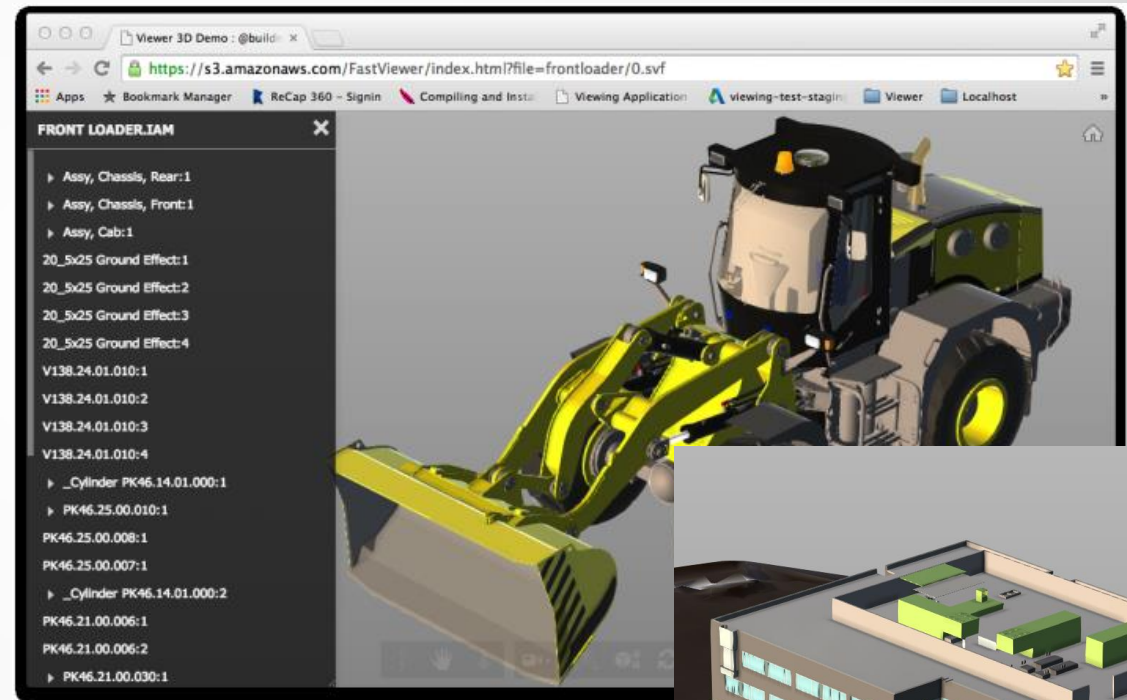 Viewer 3D Demo : @build
https://s3.amazonaws.com/FastViewer/index.html?file=frontloader/0.svf
Apps Bookmark Manager ReCap 360 - Signin Compiling and Insta Viewing Application viewing-test-stagin Viewer Localhost
FRONT LOADER.IAM
Assy, Chassis, Rear:1
Assy, Chassis, Front:1
Assy, Cab:1
20_5x25 Ground Effect:1
20_5x25 Ground Effect:2
20_5x25 Ground Effect:3
20_5x25 Ground Effect:4
V138.24.01.010:1
V138.24.01.010:2
V138.24.01.010:3
V138.24.01.010:4
_Cylinder PK46.14.01.000:1
PK46.25.00.010:1
PK46.25.00.008:1
PK46.25.00.007:1
_Cylinder PK46.14.01.000:2
PK46.21.00.006:1
PK46.21.00.006:2
PK46.21.00.030:1